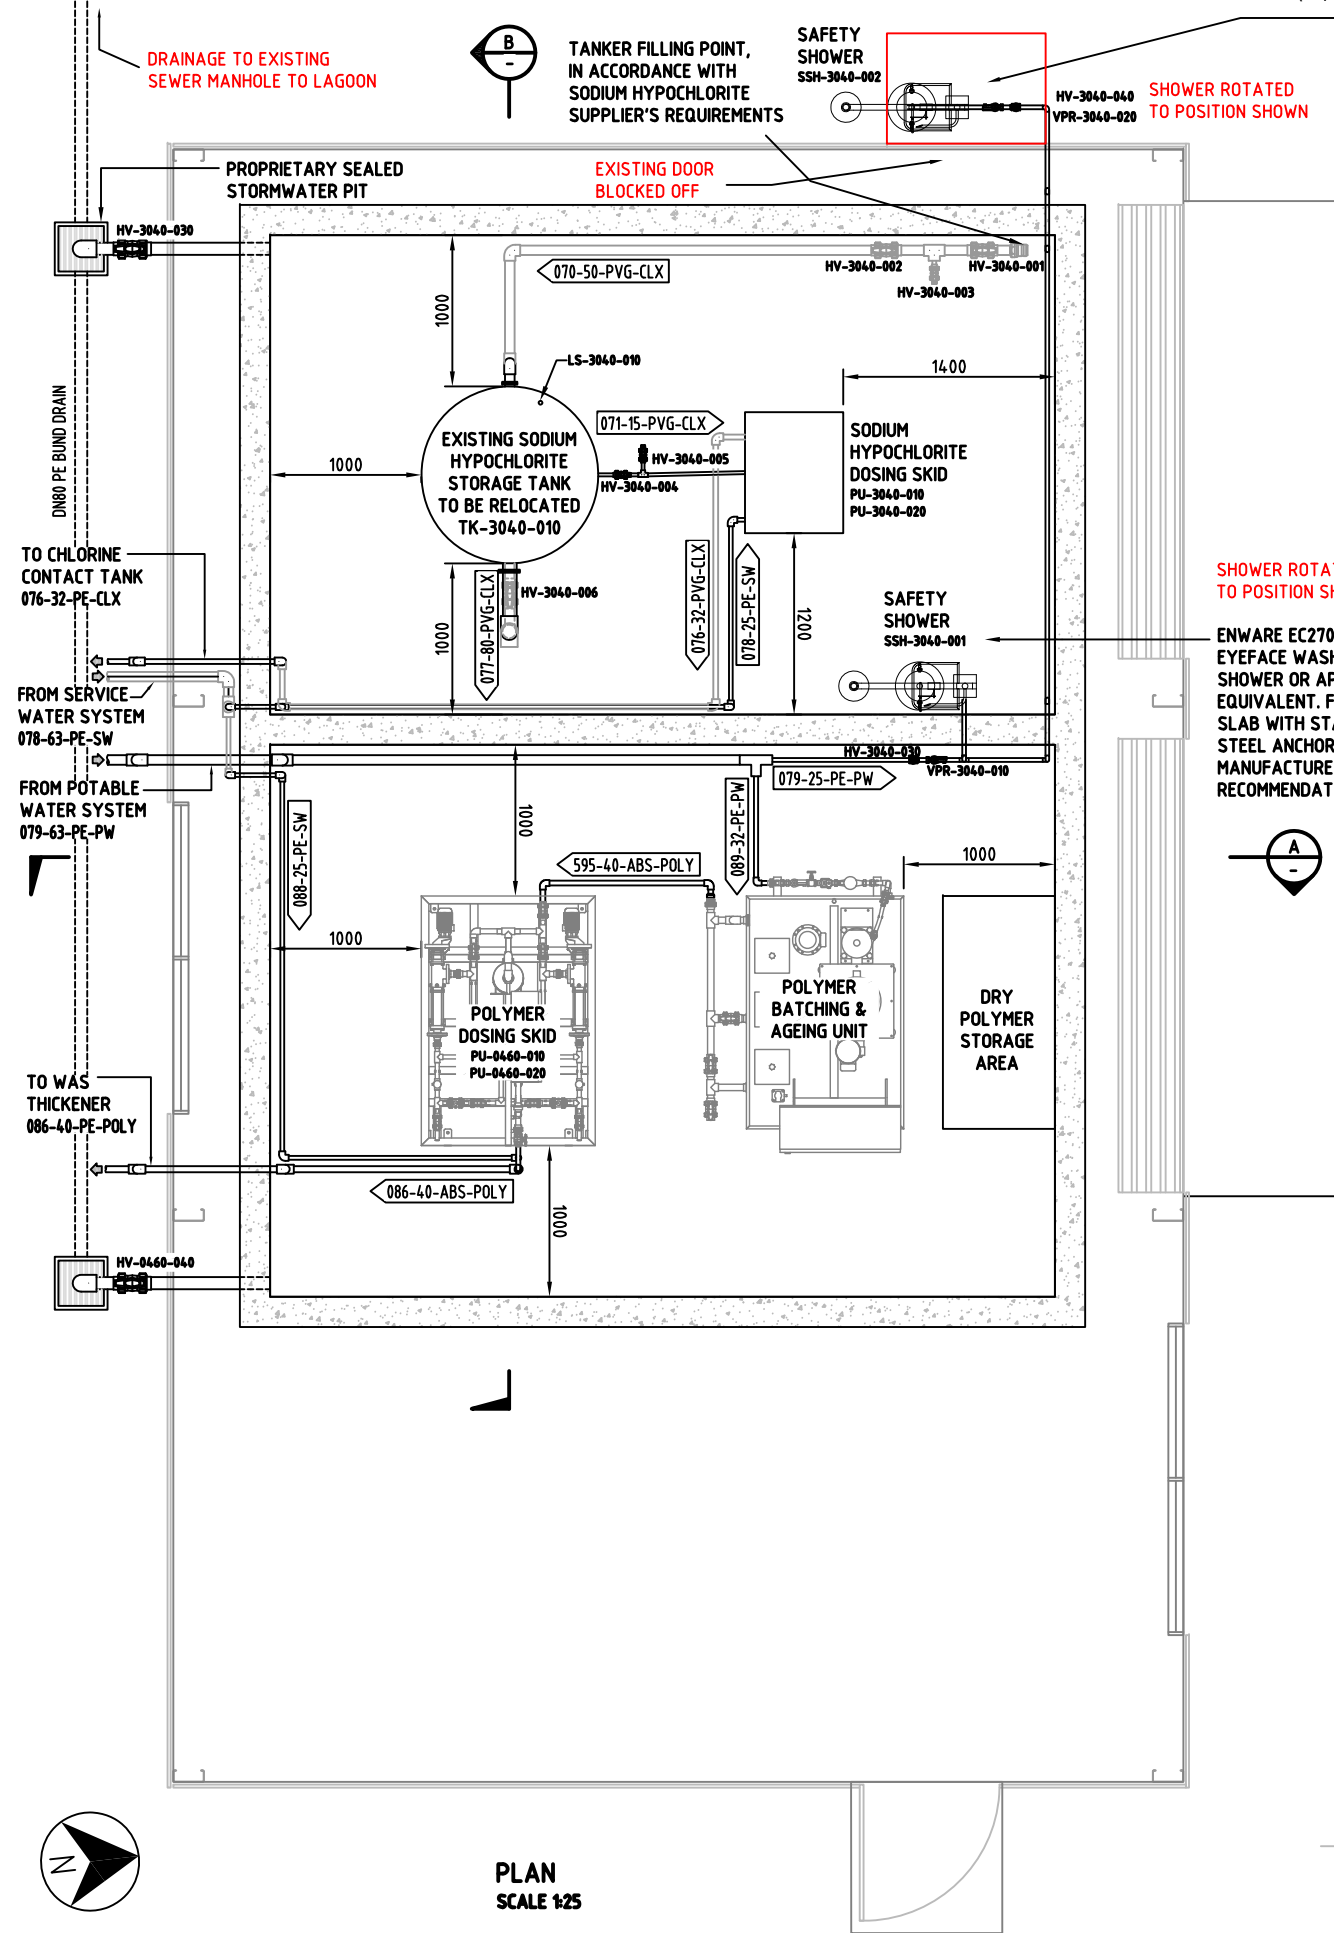 DRAINAGE TO EXISTING
SEWER MANHOLE TO LAGOON
B
-
TANKER FILLING POINT,
IN ACCORDANCE WITH
SODIUM HYPOCHLORITE
SUPPLIER'S REQUIREMENTS
SAFETY
SHOWER
SSH-3040-002
HV-3040-040
VPR-3040-020
SHOWER ROTATED
TO POSITION SHOWN
PROPRIETARY SEALED
STORMWATER PIT
EXISTING DOOR
BLOCKED OFF
HV-3040-030
070-50-PVG-CLX
HV-3040-002
HV-3040-001
HV-3040-003
1000
LS-3040-010
1400
DN80 PE BUND DRAIN
071-15-PVG-CLX
EXISTING SODIUM
HYPOCHLORITE
STORAGE TANK
TO BE RELOCATED
TK-3040-010
1000
HV-3040-005
HV-3040-004
SODIUM
HYPOCHLORITE
DOSING SKID
PU-3040-010
PU-3040-020
TO CHLORINE
CONTACT TANK
076-32-PE-CLX
077-80-PVG-CLX
HV-3040-006
1000
076-32-PVG-CLX
078-25-PE-SW
1200
SAFETY
SHOWER
SSH-3040-001
SHOWER ROTAT
TO POSITION SH
ENWARE EC270
EYEFACE WASH
SHOWER OR AP
EQUIVALENT. F
SLAB WITH STA
STEEL ANCHOR
MANUFACTURE
RECOMMENDAT
FROM SERVICE
WATER SYSTEM
078-63-PE-SW
FROM POTABLE
WATER SYSTEM
079-63-PE-PW
HV-3040-030
VPR-3040-010
079-25-PE-PW
1000
088-25-PE-SW
595-40-ABS-POLY
089-32-PE-PW
1000
A
-
1000
POLYMER
DOSING SKID
PU-0460-010
PU-0460-020
POLYMER
BATCHING &
AGEING UNIT
DRY
POLYMER
STORAGE
AREA
TO WAS
THICKENER
086-40-PE-POLY
086-40-ABS-POLY
1000
HV-0460-040
N
PLAN
SCALE 1:25